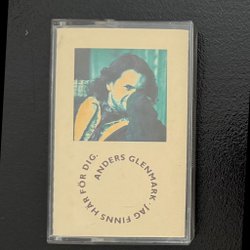 ANDERS GLENMARK · JAG FINNS HÄR FÖR DIG.